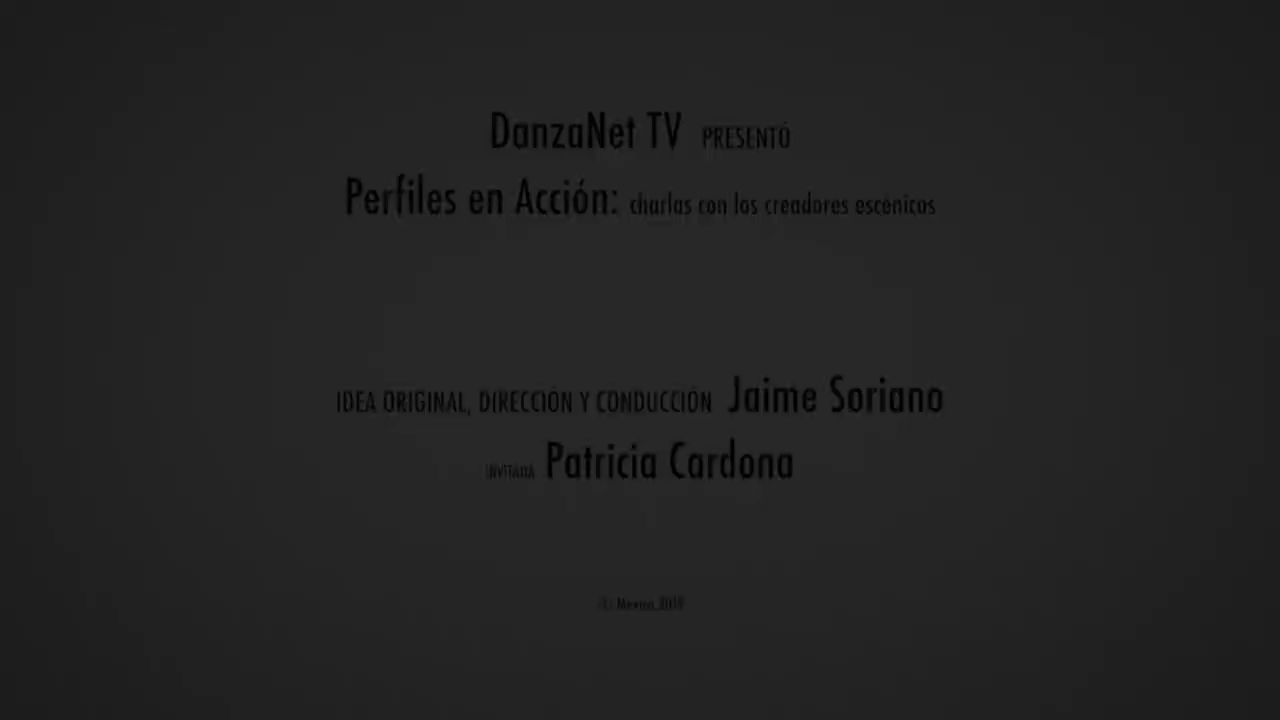 DanzaNet TV PRESENTÓ
Perfiles en Acción: charlas con los creadores escénicos
IDEA ORIGINAL, DIRECCIÓN Y CONDUCCIÓN Jaime Soriano
INVITADA Patricia Cardona
México